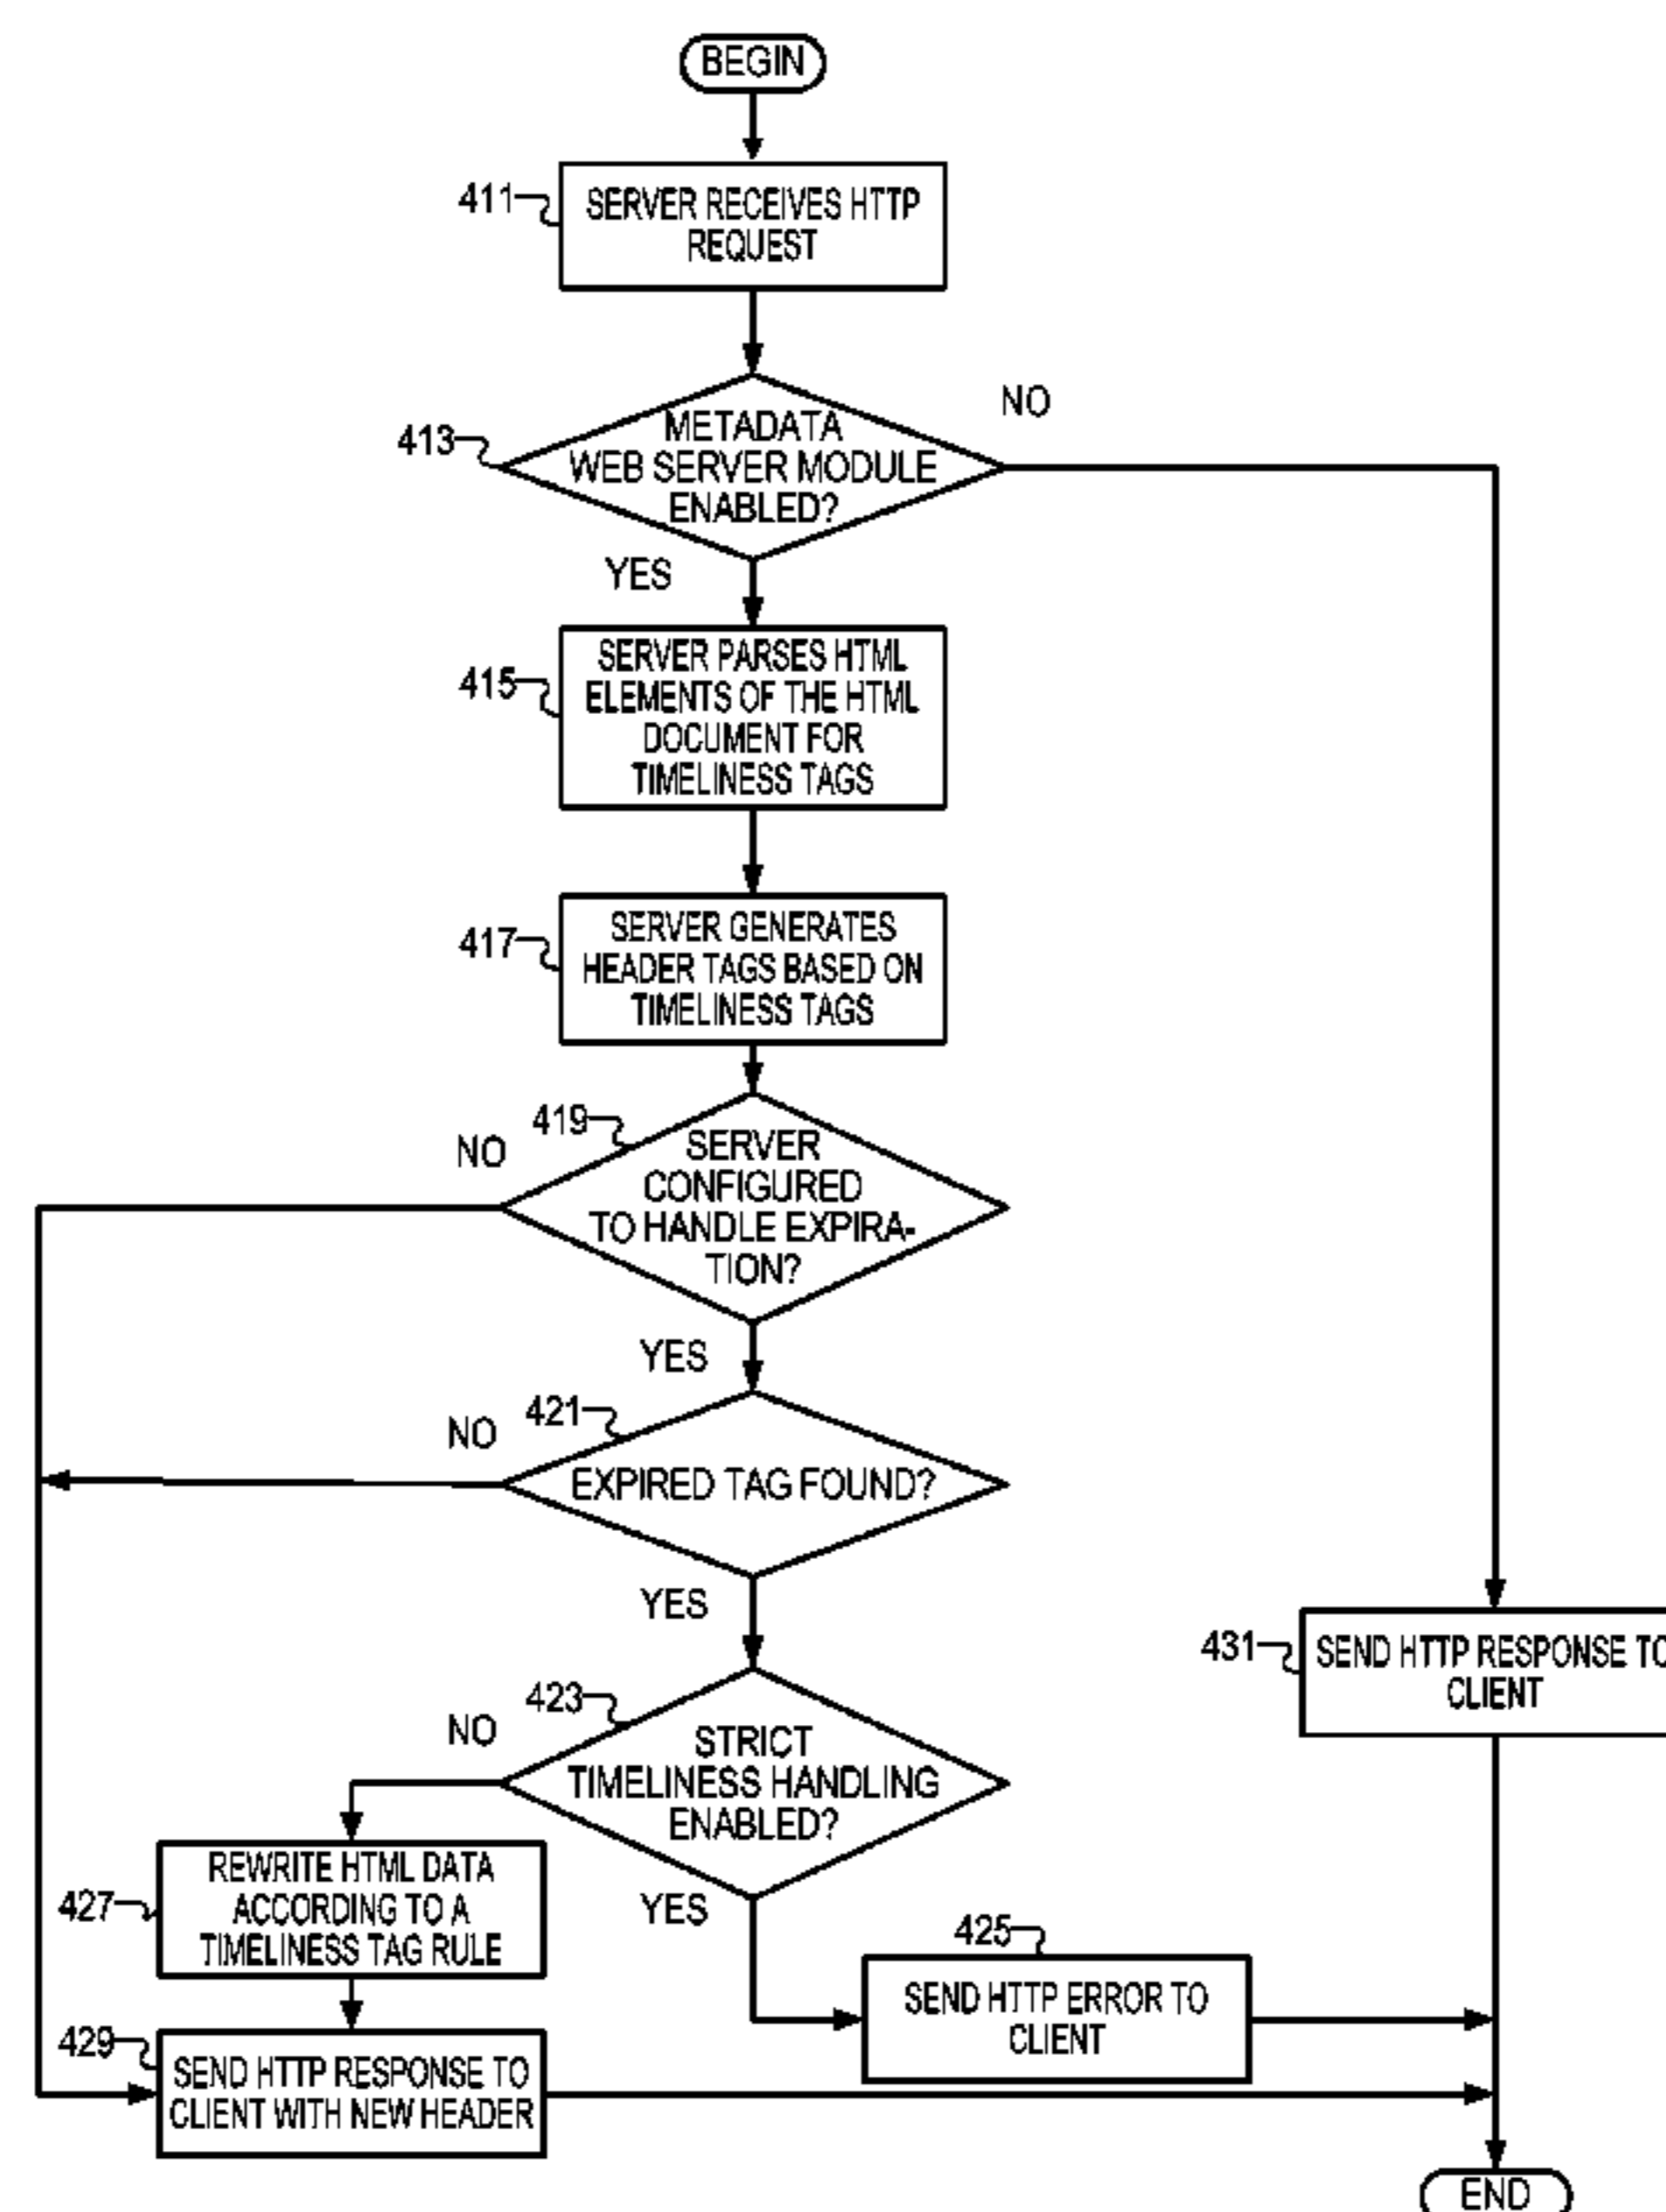 BEGIN
411
SERVER RECEIVES HTTP
REQUEST
413
METADATA
WEB SERVER MODULE
ENABLED?
NO
YES
415
SERVER PARSES HTML
ELEMENTS OF THE HTML
DOCUMENT FOR
TIMELINESS TAGS
417
SERVER GENERATES
HEADER TAGS BASED ON
TIMELINESS TAGS
419
NO
SERVER
CONFIGURED
TO HANDLE EXPIRA-
TION?
YES
421
NO
EXPIRED TAG FOUND?
YES
431
SEND HTTP RESPONSE TO
CLIENT
423
NO
STRICT
TIMELINESS HANDLING
ENABLED?
YES
427
REWRITE HTML DATA
ACCORDING TO A
TIMELINESS TAG RULE
425
SEND HTTP ERROR TO
CLIENT
429
SEND HTTP RESPONSE TO
CLIENT WITH NEW HEADER
END